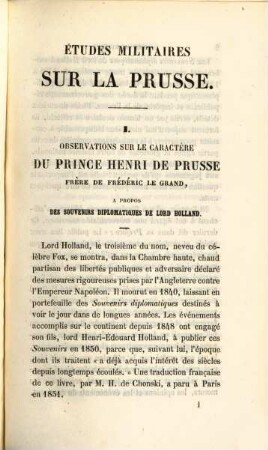 ÉTUDES MILITAIRES
SUR LA PRUSSE.
I.
OBSERVATIONS SUR LE CARACTÈRE
DU PRINCE HENRI DE PRUSSE
FRÈRE DE FRÉDÉRIC LE GRAND,
A PROPOS
DES SOUVENIRS DIPLOMATIQUES DE LORD HOLLAND.
Lord Holland, le troisième du nom, neveu du cé-
lèbre Fox, se montra, dans la Chambre haute, chaud
partisan des libertés publiques et adversaire déclaré
des mesures rigoureuses prises par l'Angleterre contre
l'Empereur Napoléon. Il mourut en 1840, laissant en
portefeuille des Souvenirs diplomatiques destinés à
voir le jour dans de longues années. Les événements
accomplis sur le continent depuis 1848 ont engagé
son fils, lord Henri-Édouard Holland, à publier ces
Souvenirs en 1850, parce que, suivant lui, l'époque
dont ils traitent « a déjà acquis l'intérêt des siècles
depuis longtemps écoulés. » Une traduction française
de ce livre, par M. H. de Chonski, a paru à Paris
en 1851.
1